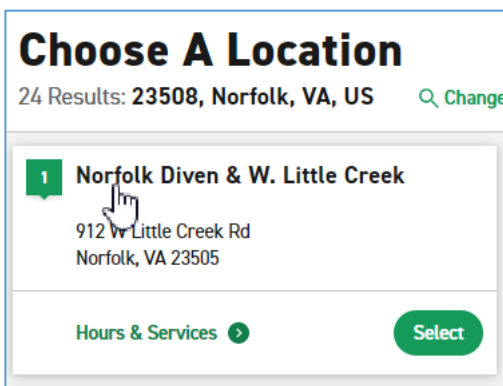 Choose A Location
24 Results: 23508, Norfolk, VA, US Change
1 Norfolk Diven & W. Little Creek
912 W Little Creek Rd
Norfolk, VA 23505
Hours & Services Select